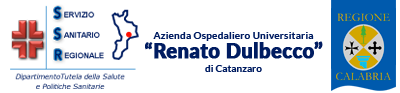 SERVIZIO
SANITARIO
REGIONALE
DipartimentoTutela della Salute
e Politiche Sanitarie
Azienda Ospedaliero Universitaria
“Renato Dulbecco”
di Catanzaro
REGIONE
CALABRIA